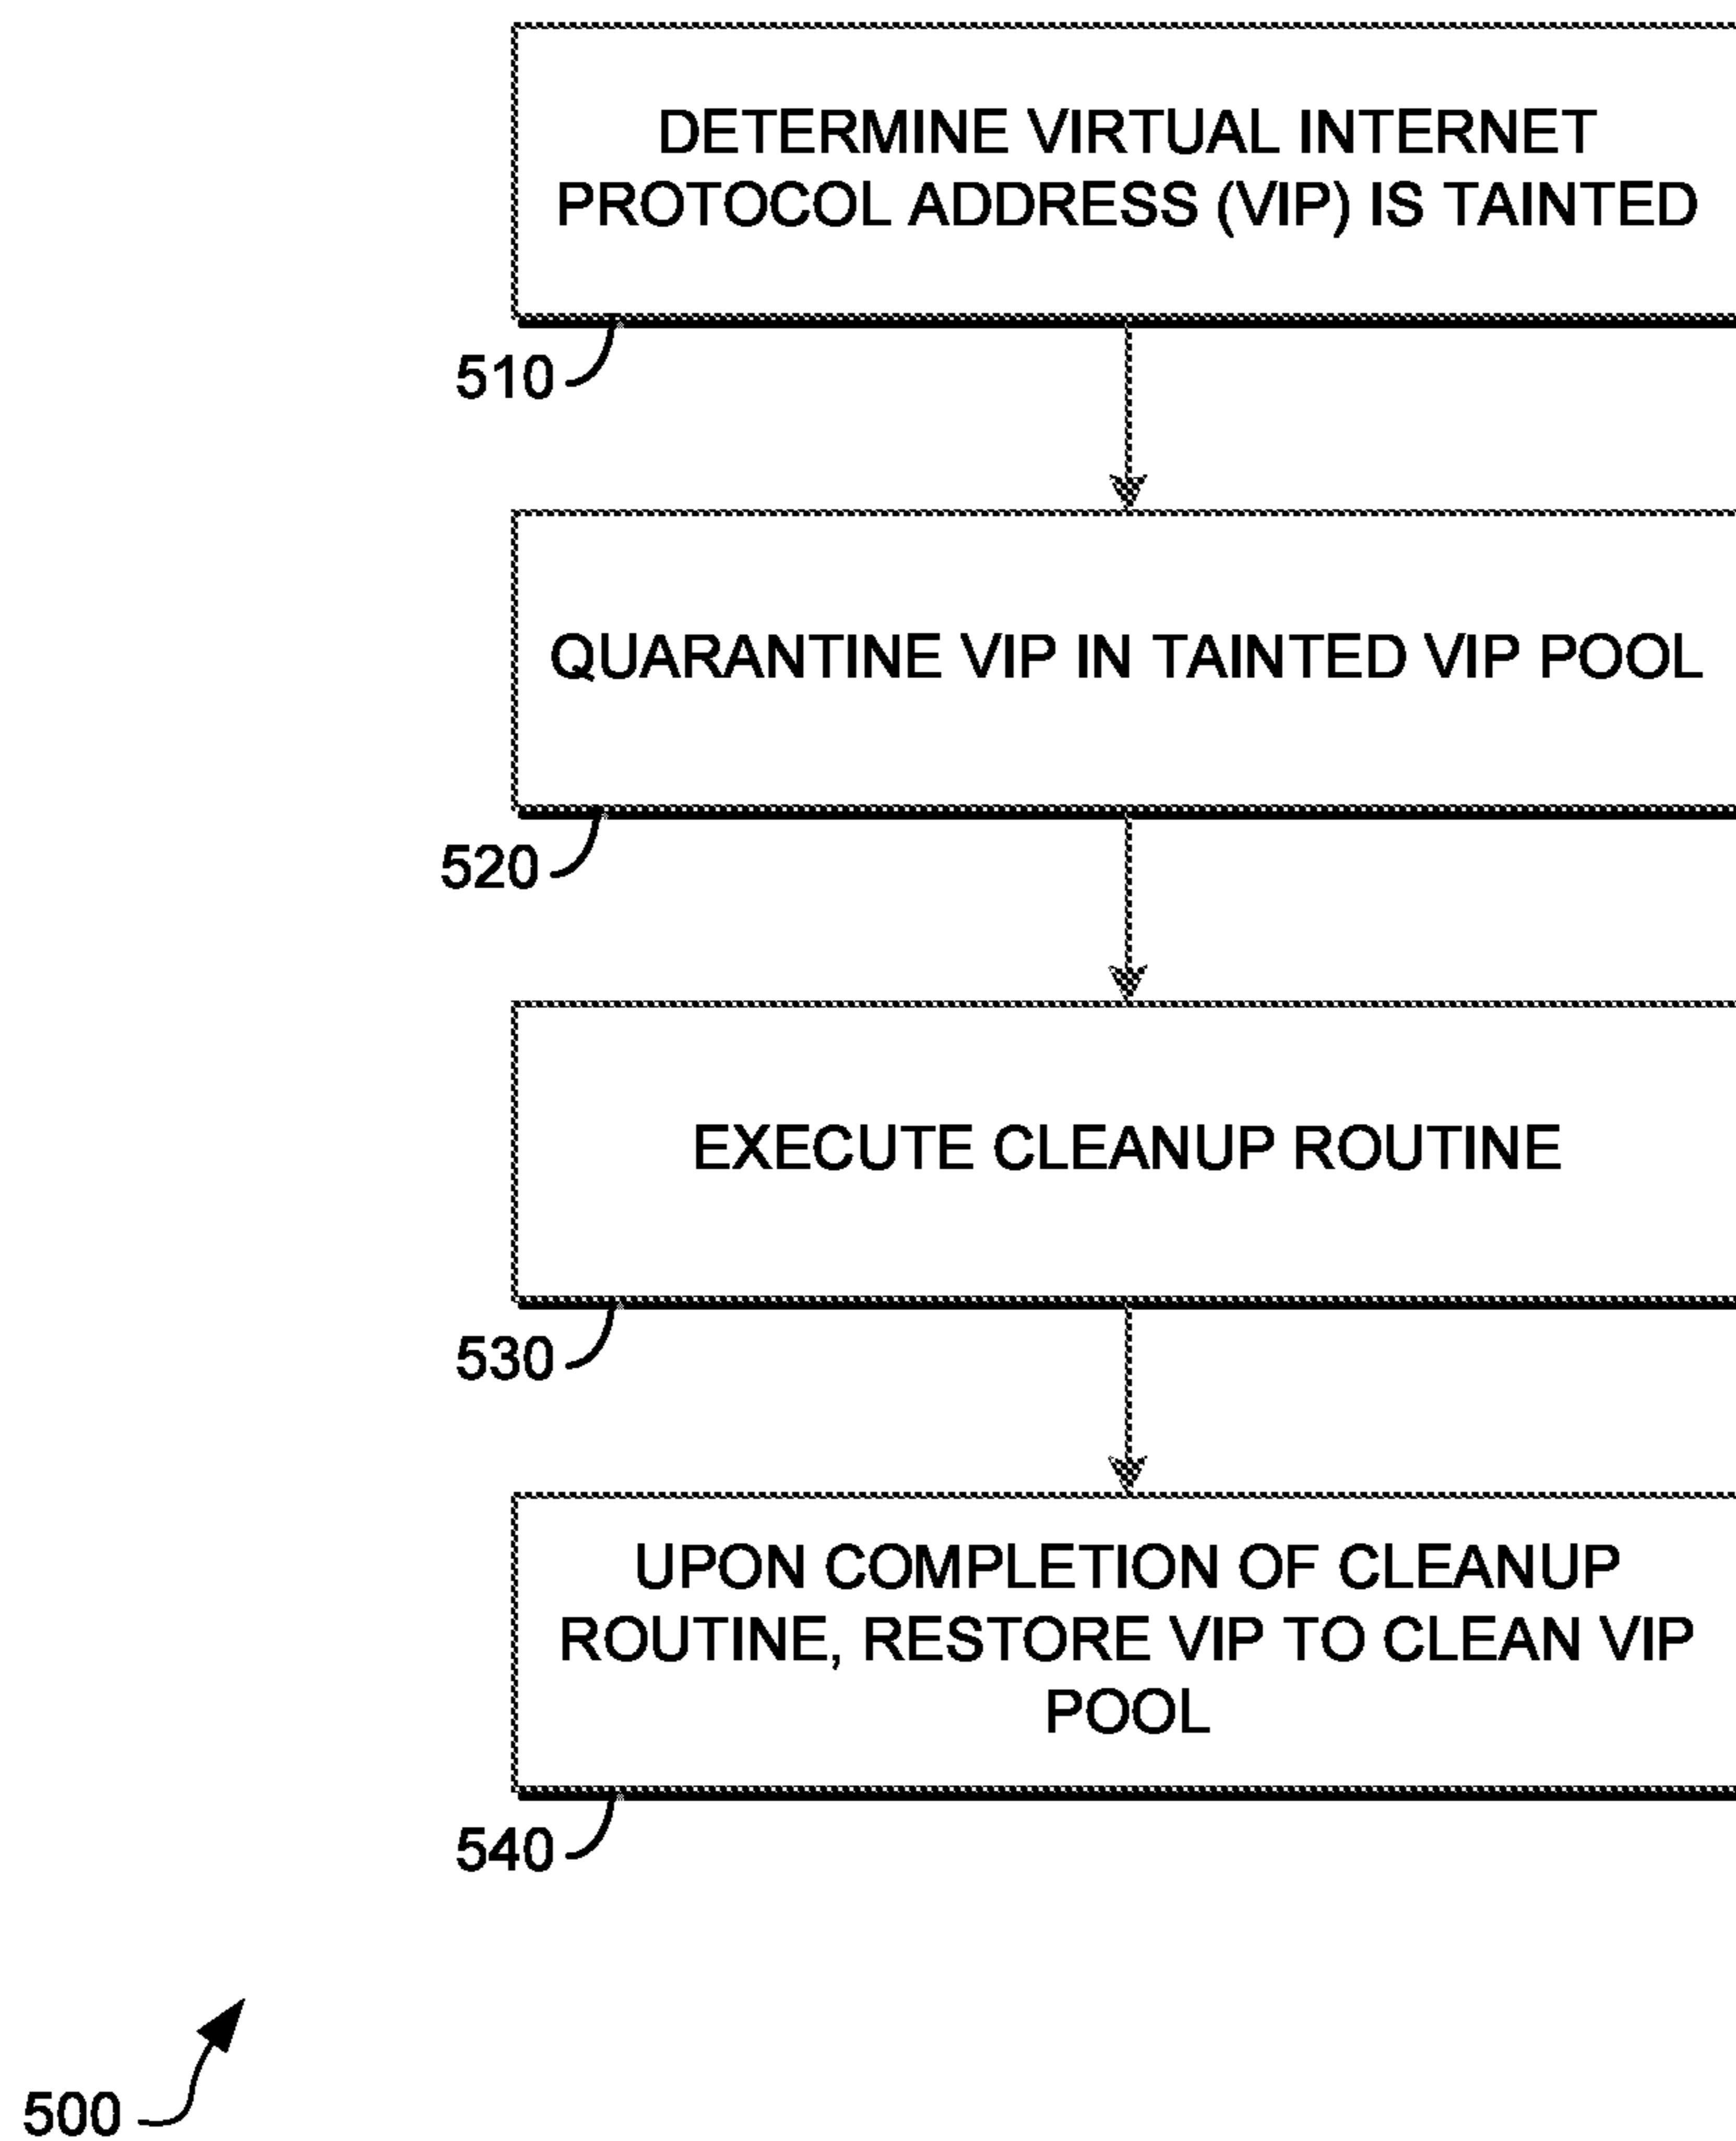 DETERMINE VIRTUAL INTERNET
PROTOCOL ADDRESS (VIP) IS TAINTED
510
QUARANTINE VIP IN TAINTED VIP POOL
520
EXECUTE CLEANUP ROUTINE
530
UPON COMPLETION OF CLEANUP
ROUTINE, RESTORE VIP TO CLEAN VIP
POOL
540
500